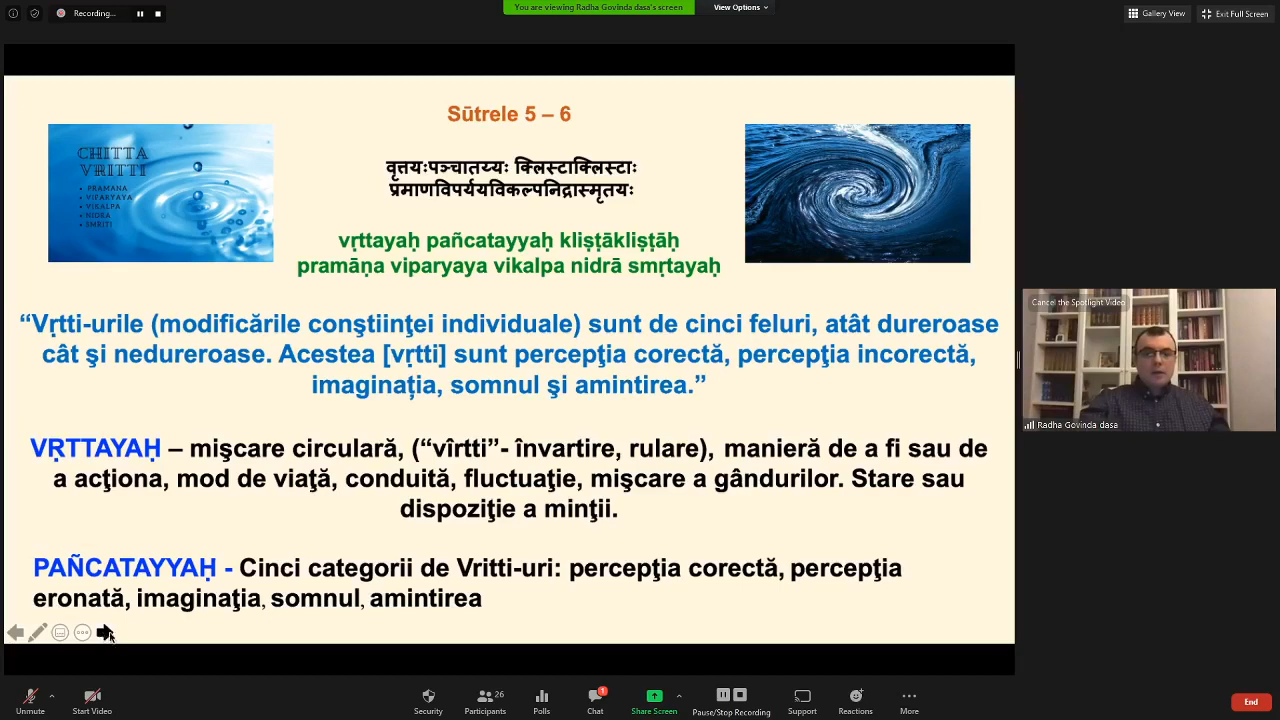 Recording...
You are viewing Radha Govinda dasa's screen
View Options
Gallery View
Exit Full Screen
Sūtrele 5 – 6
CHITTA
VRITTI
• PRAMANA
• VIPARYAYA
• VIKALPA
• NIDRA
• SMRITI
वृत्तयःपञ्चातय्यः क्लिस्टाक्लिस्टाः
प्रमाणविपर्ययविकल्पनिद्रास्मृतयः
vṛttayaḥ pañcatayyaḥ kliṣṭākliṣṭāḥ
pramāṇa viparyaya vikalpa nidrā smṛtayaḥ
“Vṛtti-urile (modificările conştiinţei individuale) sunt de cinci feluri, atât dureroase
cât şi nedureroase. Acestea [vṛtti] sunt percepţia corectă, percepţia incorectă,
imaginația, somnul şi amintirea.”
VṚTTAYAḤ – mişcare circulară, (“vîrtti”- învartire, rulare), manieră de a fi sau de
a acţiona, mod de viaţă, conduită, fluctuaţie, mişcare a gândurilor. Stare sau
dispoziţie a minţii.
PAÑCATAYYAḤ - Cinci categorii de Vritti-uri: percepţia corectă, percepţia
eronată, imaginaţia, somnul, amintirea
Cancel the Spotlight Video
Radha Govinda dasa
Unmute
Start Video
Security
26
Participants
Polls
1
Chat
Share Screen
Pause/Stop Recording
Support
Reactions
More
End